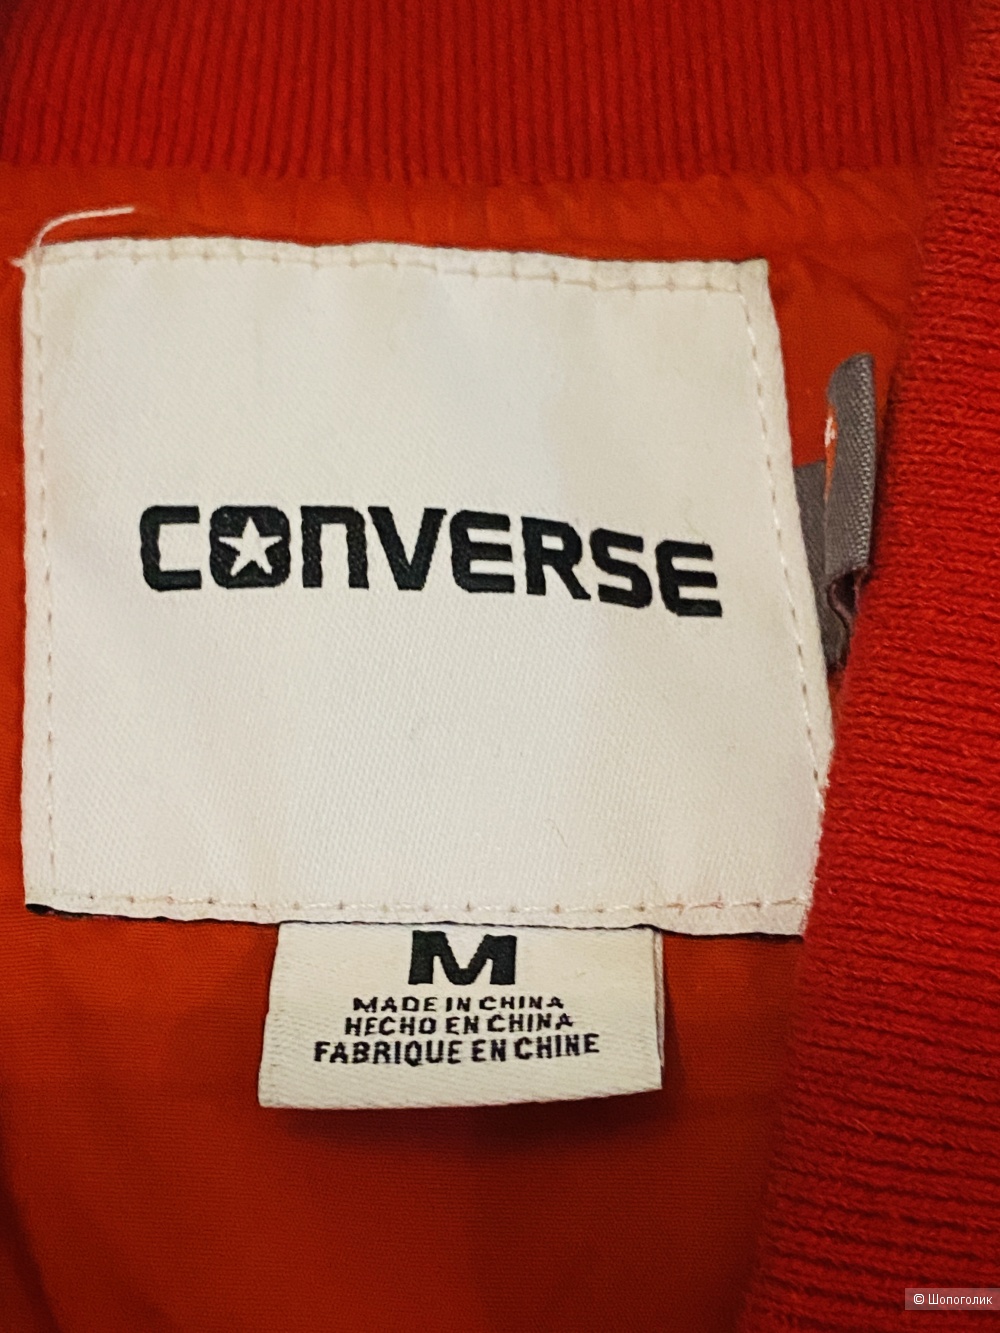 CONVERSE
M
MADE IN CHINA
HECHO EN CHINA
FABRIQUE EN CHINE
© Шопоголик